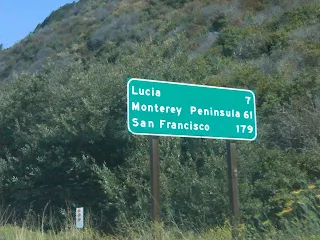 Lucia 7
Monterey Peninsula 61
San Francisco 179